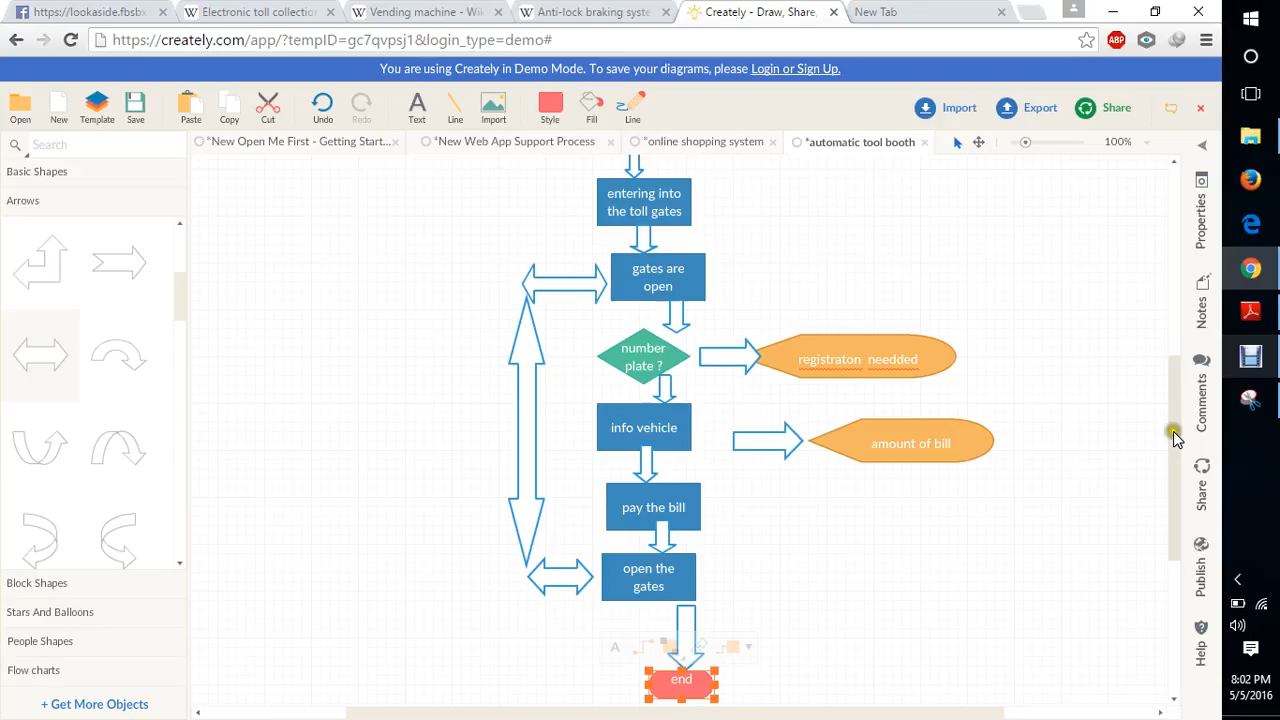 https://lookaside.fbsbx
Electronic toll collection
Vending machine - Wiki
Anti-lock braking syste
Creately - Draw, Share,
New Tab
https://creately.com/app/?tempID=gc7qvpsj1&login_type=demo#
ABP
You are using Creately in Demo Mode. To save your diagrams, please Login or Sign Up.
Open New Template Save Paste Copy Cut Undo Redo Text Line Import Style Fill Line
Import Export Share
Search
*New Open Me First - Getting Start...
*New Web App Support Process
*online shopping system
*automatic tool booth
100%
Basic Shapes
Arrows
Block Shapes
Stars And Balloons
People Shapes
Flow charts
+ Get More Objects
entering into
the toll gates
gates are
open
number
plate ?
registraton needded
info vehicle
amount of bill
pay the bill
open the
gates
A
end
Properties
Notes
Comments
Share
Publish
Help
8:02 PM
5/5/2016